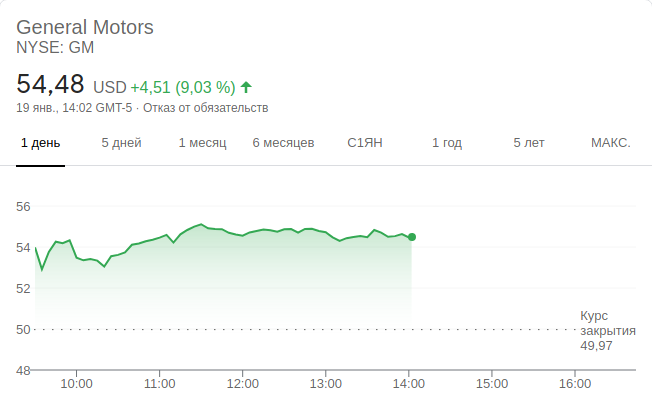 General Motors
NYSE: GM
54,48 USD +4,51 (9,03 %)
19 янв., 14:02 GMT-5 · Отказ от обязательств
1 день 5 дней 1 месяц 6 месяцев С1ЯН 1 год 5 лет МАКС.
56
54
52
50
48
Курс
закрытия
49,97
10:00 11:00 12:00 13:00 14:00 15:00 16:00